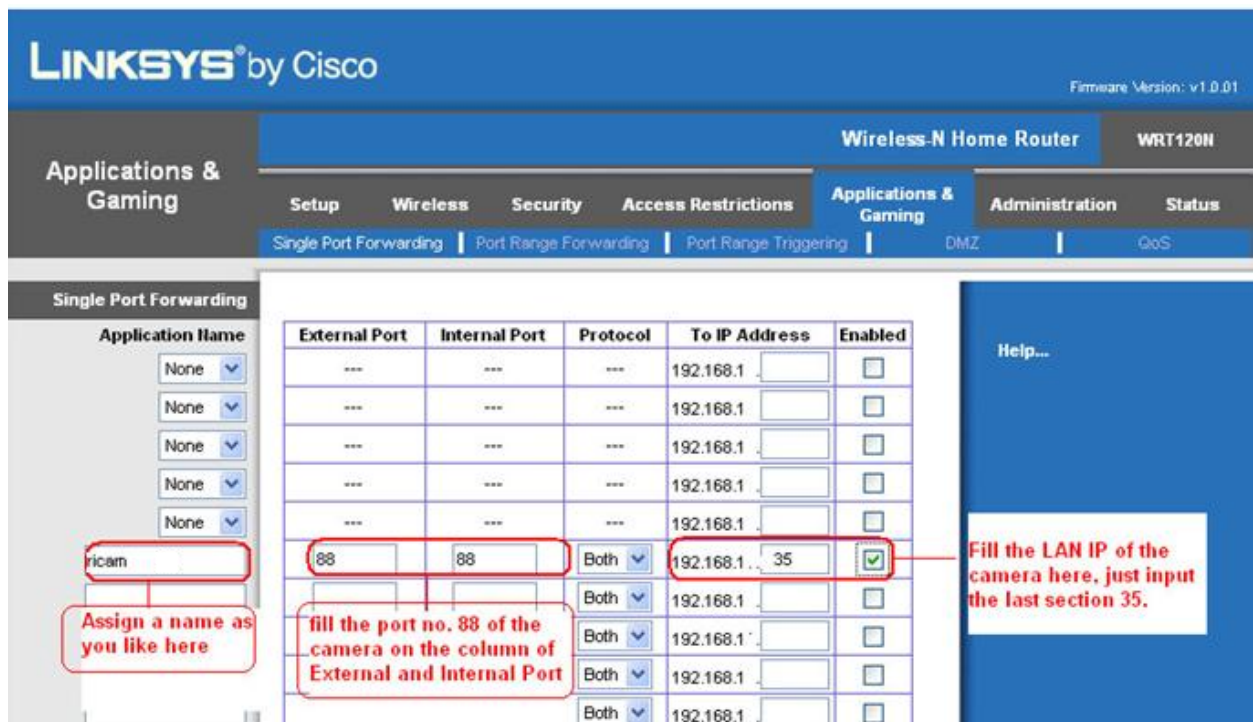 LINKSYS® by Cisco
Firmware Version: v1.0.01
Applications & Gaming
Wireless-N Home Router WRT120N
Setup Wireless Security Access Restrictions Applications & Gaming Administration Status
Single Port Forwarding Port Range Forwarding Port Range Triggering DMZ QoS
Single Port Forwarding
Application Name External Port Internal Port Protocol To IP Address Enabled
Help...
None --- --- --- 192.168.1 .
None --- --- --- 192.168.1 .
None --- --- --- 192.168.1 .
None --- --- --- 192.168.1 .
None --- --- --- 192.168.1 .
ricam 88 88 Both 192.168.1 . . 35
Both 192.168.1 .
Both 192.168.1 .
Both 192.168.1 .
Both 192.168.1 .
Assign a name as
you like here
fill the port no. 88 of the
camera on the column of
External and Internal Port
Fill the LAN IP of the
camera here, just input
the last section 35.